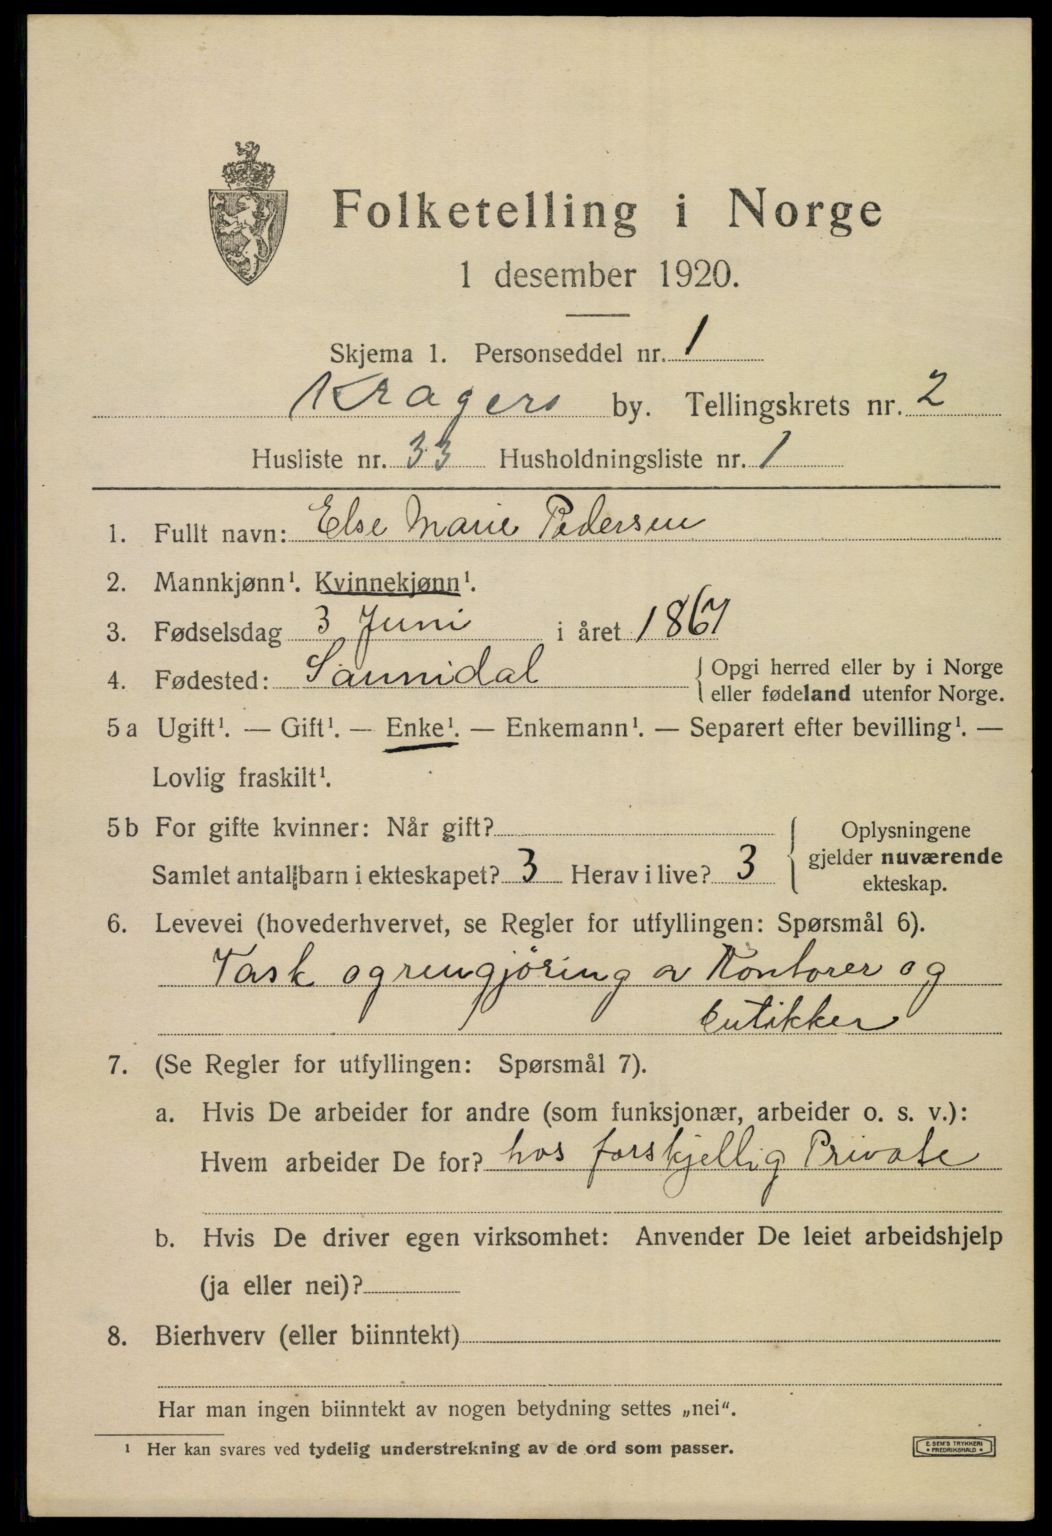 Folketelling i Norge
1 desember 1920.
Skjema 1. Personseddel nr. 1
Kragerø by. Tellingskrets nr. 2
Husliste nr. 33 Husholdningsliste nr. 1
1. Fullt navn: Else Marie Pedersen
2. Mannkjønn¹. Kvinnekjønn¹.
3. Fødselsdag 3 Juni i året 1867
4. Fødested: Sannidal { Opgi herred eller by i Norge
eller fødeland utenfor Norge.
5a Ugift¹. — Gift¹. — Enke¹. — Enkemann¹. — Separert efter bevilling¹. —
Lovlig fraskilt¹.
5b For gifte kvinner: Når gift? { Oplysningene
gjelder nuværende
ekteskap.
Samlet antall barn i ekteskapet? 3 Herav i live? 3
6. Levevei (hovederhvervet, se Regler for utfyllingen: Spørsmål 6).
Vask og rengjøring av Kontorer og
butikker
7. (Se Regler for utfyllingen: Spørsmål 7).
a. Hvis De arbeider for andre (som funksjonær, arbeider o. s. v.):
Hvem arbeider De for? hos forskjellig Private
b. Hvis De driver egen virksomhet: Anvender De leiet arbeidshjelp
(ja eller nei)?
8. Bierhverv (eller biinntekt)
Har man ingen biinntekt av nogen betydning settes „nei“.
¹ Her kan svares ved tydelig understrekning av de ord som passer.
E. SEM'S TRYKKERI
• FREDRIKSHALD •